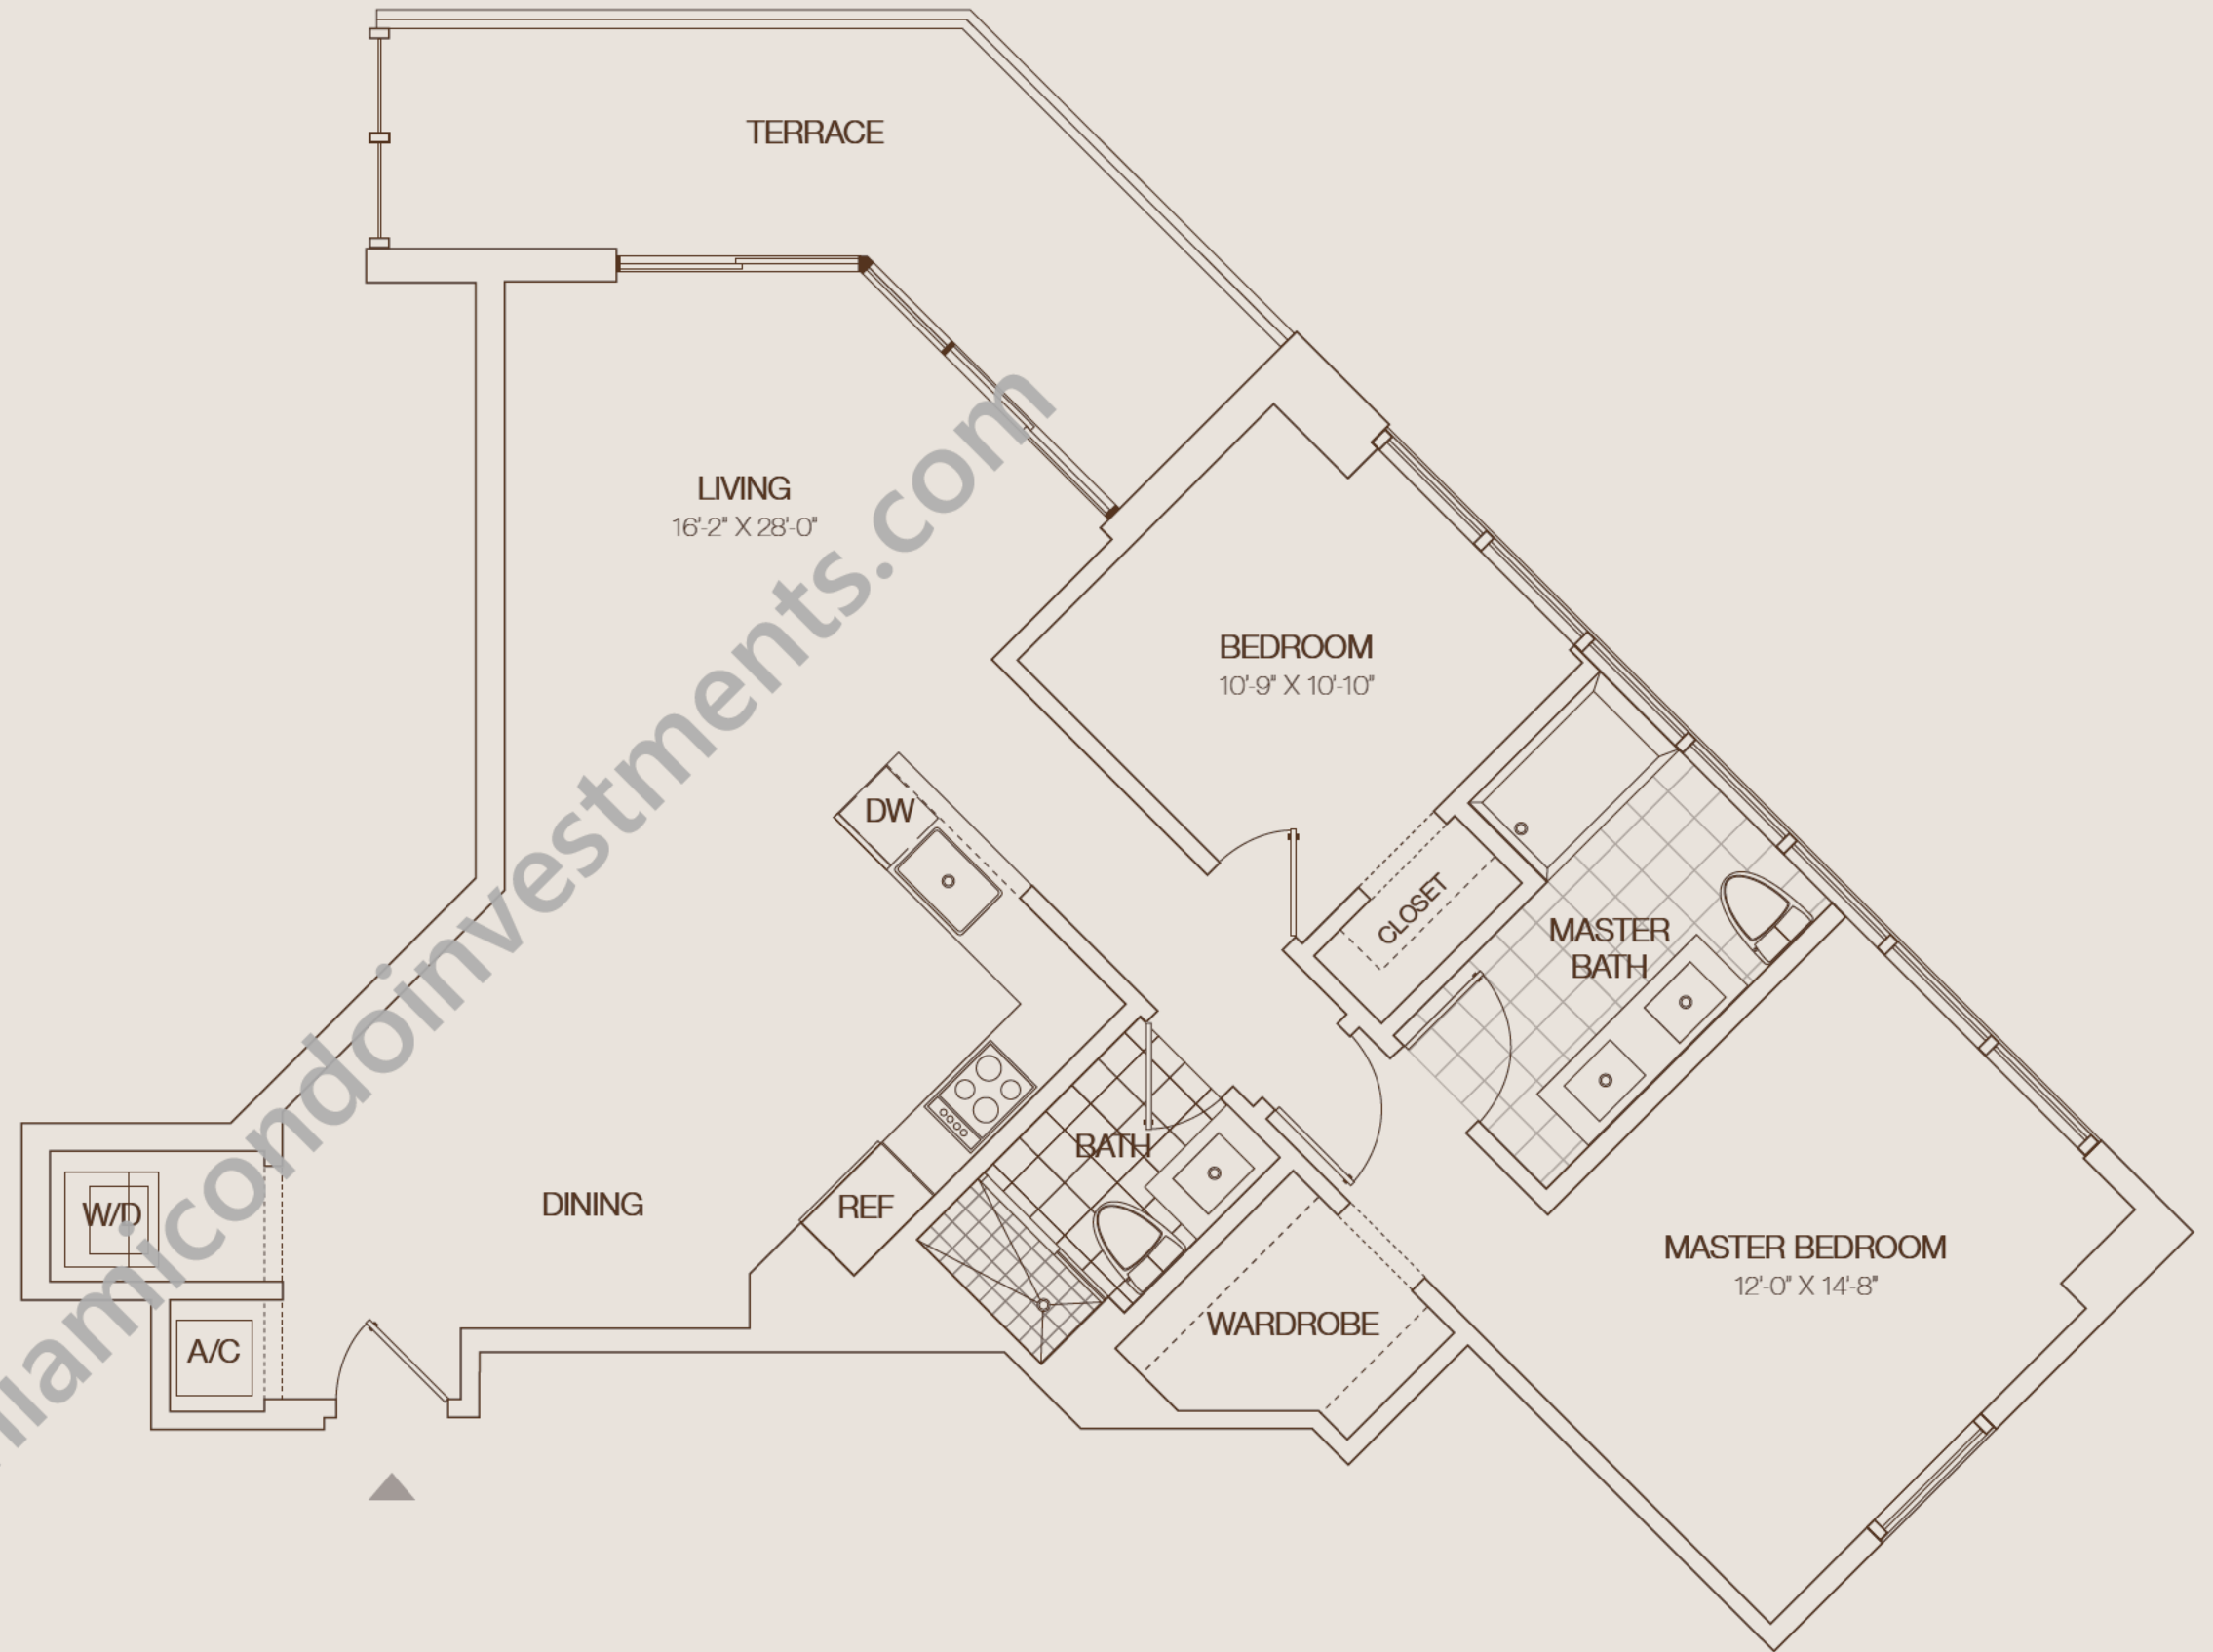 TERRACE
LIVING
16'-2" X 28'-0"
BEDROOM
10'-9" X 10'-10"
DW
CLOSET
MASTER
BATH
BATH
W/D
DINING
REF
MASTER BEDROOM
12'-0" X 14'-8"
WARDROBE
A/C
miamicondoinvestments.com